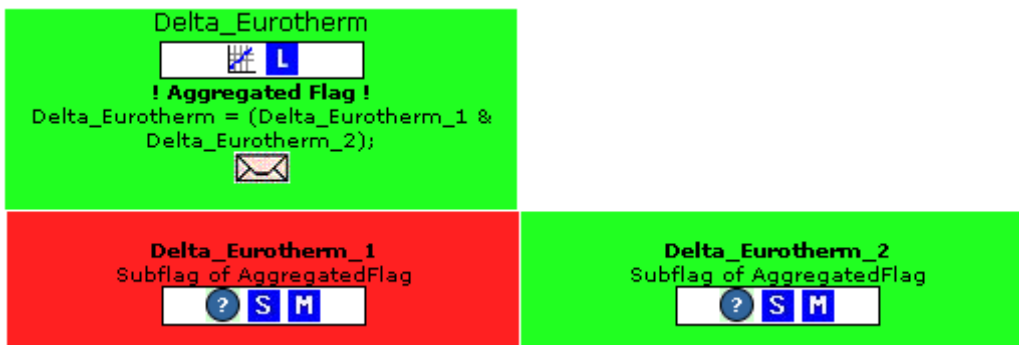 Delta_Eurotherm
L
! Aggregated Flag !
Delta_Eurotherm = (Delta_Eurotherm_1 &
Delta_Eurotherm_2);
Delta_Eurotherm_1
Subflag of AggregatedFlag
? S M
Delta_Eurotherm_2
Subflag of AggregatedFlag
? S M